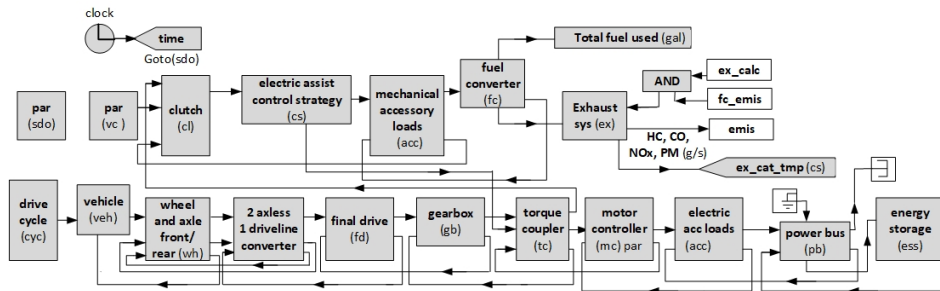 clock
time
Goto(sdo)
Total fuel used (gal)
par
(sdo)
par
(vc )
clutch
(cl)
electric assist
control strategy
(cs)
mechanical
accessory
loads
(acc)
fuel
converter
(fc)
Exhaust
sys (ex)
AND
ex_calc
fc_emis
emis
HC, CO,
NOx, PM (g/s)
ex_cat_tmp (cs)
drive
cycle
(cyc)
vehicle
(veh)
wheel
and axle
front/
rear (wh)
2 axless
1 driveline
converter
final drive
(fd)
gearbox
(gb)
torque
coupler
(tc)
motor
controller
(mc) par
electric
acc loads
(acc)
power bus
(pb)
energy
storage
(ess)